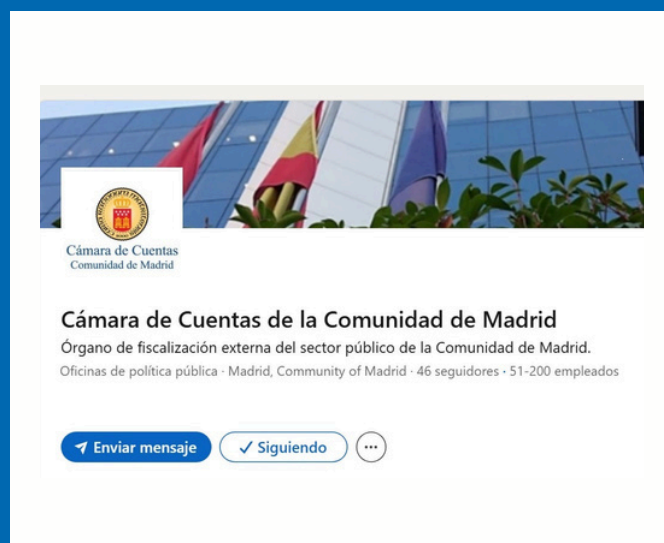 Cámara de Cuentas
Comunidad de Madrid
Cámara de Cuentas de la Comunidad de Madrid
Órgano de fiscalización externa del sector público de la Comunidad de Madrid.
Oficinas de política pública · Madrid, Community of Madrid · 46 seguidores · 51-200 empleados
Enviar mensaje
Siguiendo